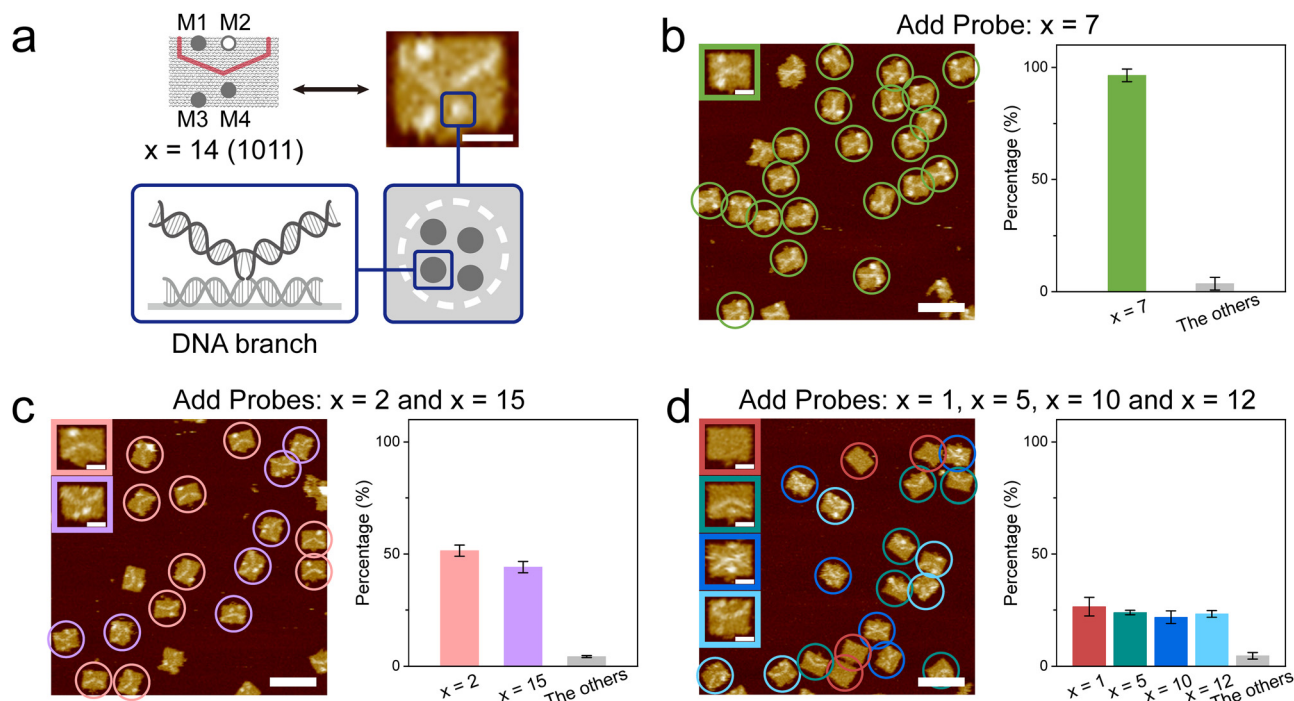 a
M1 M2
M3 M4
x = 14 (1011)
DNA branch
b
Add Probe: x = 7
Percentage (%)
100
50
0
x = 7
The others
c
Add Probes: x = 2 and x = 15
Percentage (%)
100
50
0
x = 2
x = 15
The others
d
Add Probes: x = 1, x = 5, x = 10 and x = 12
Percentage (%)
100
50
0
x = 1
x = 5
x = 10
x = 12
The others